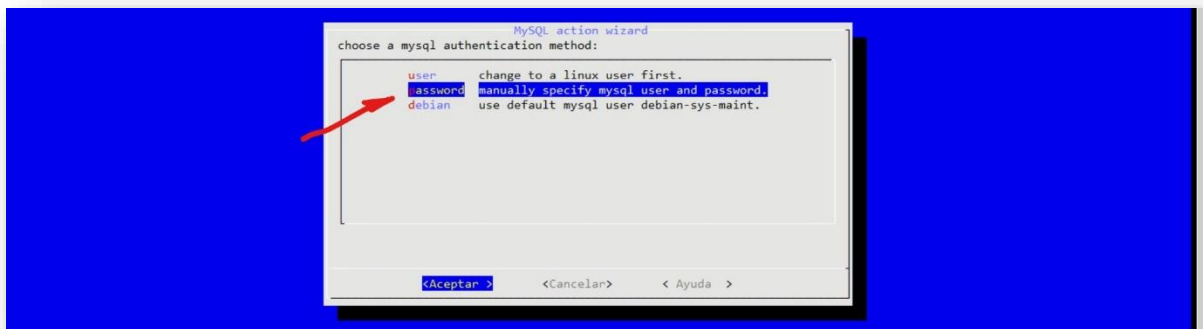 MySQL action wizard
choose a mysql authentication method:
user change to a linux user first.
password manually specify mysql user and password.
debian use default mysql user debian-sys-maint.
<Aceptar > <Cancelar> < Ayuda >